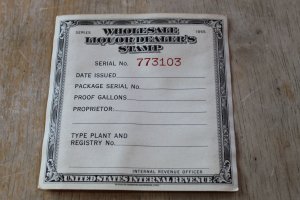 SERIES 1955
WHOLESALE
LIQUOR DEALER'S
STAMP
SERIAL No. 773103
DATE ISSUED
PACKAGE SERIAL No.
PROOF GALLONS
PROPRIETOR:
TYPE PLANT AND
REGISTRY No.
INTERNAL REVENUE OFFICER
UNITED STATES INTERNAL REVENUE